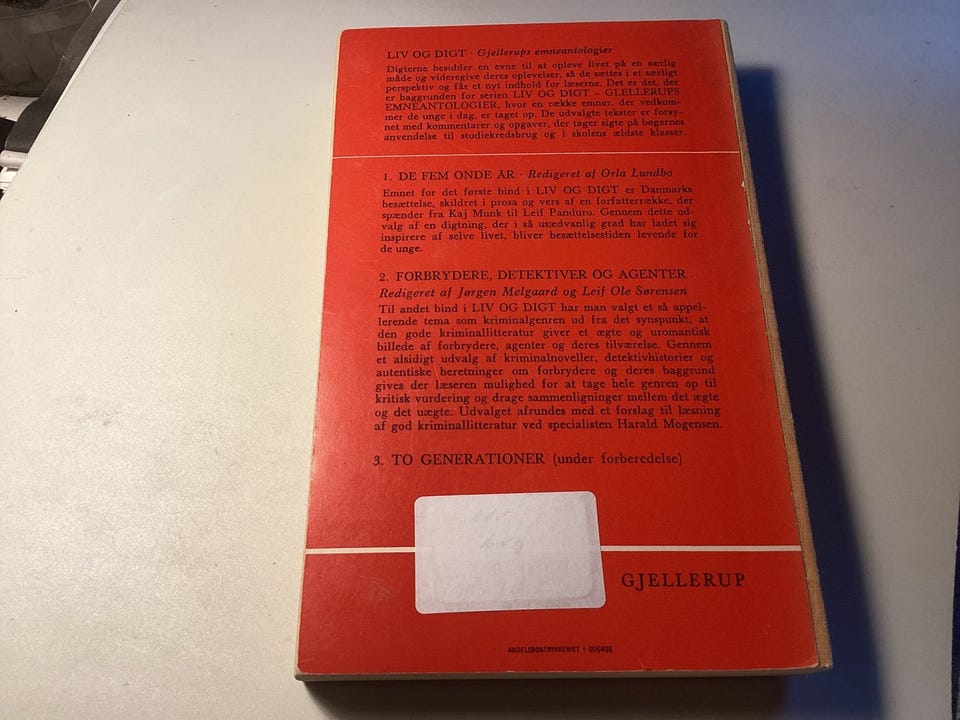 LIV OG DIGT · Gjellerups emneantologier
Digterne besidder en evne til at opleve livet på en særlig
måde og videregive deres oplevelser, så de sættes i et særligt
perspektiv og får et nyt indhold for læserne. Det er det, der
er baggrunden for serien LIV OG DIGT – GLELLERUPS
EMNEANTOLOGIER, hvor en række emner, der vedkom-
mer de unge i dag, er taget op. De udvalgte tekster er forsy-
net med kommentarer og opgaver, der tager sigte på bøgernes
anvendelse til studiekredsbrug og i skolens ældste klasser.
1. DE FEM ONDE ÅR · Redigeret af Orla Lundbo
Emnet for det første bind i LIV OG DIGT er Danmarks
besættelse, skildret i prosa og vers af en forfatterrække, der
spænder fra Kaj Munk til Leif Panduro. Gennem dette ud-
valg af en digtning, der i så usædvanlig grad har ladet sig
inspirere af selve livet, bliver besættelsestiden levende for
de unge.
2. FORBRYDERE, DETEKTIVER OG AGENTER
Redigeret af Jørgen Melgaard og Leif Ole Sørensen
Til andet bind i LIV OG DIGT har man valgt et så appel-
lerende tema som kriminalgenren ud fra det synspunkt, at
den gode kriminallitteratur giver et ægte og uromantisk
billede af forbrydere, agenter og deres tilværelse. Gennem
et alsidigt udvalg af kriminalnoveller, detektivhistorier og
autentiske beretninger om forbrydere og deres baggrund
gives der læseren mulighed for at tage hele genren op til
kritisk vurdering og drage sammenligninger mellem det ægte
og det uægte. Udvalget afrundes med et forslag til læsning
af god kriminallitteratur ved specialisten Harald Mogensen.
3. TO GENERATIONER (under forberedelse)
GJELLERUP
ANDELSBOGTRYKKERIET I ODENSE